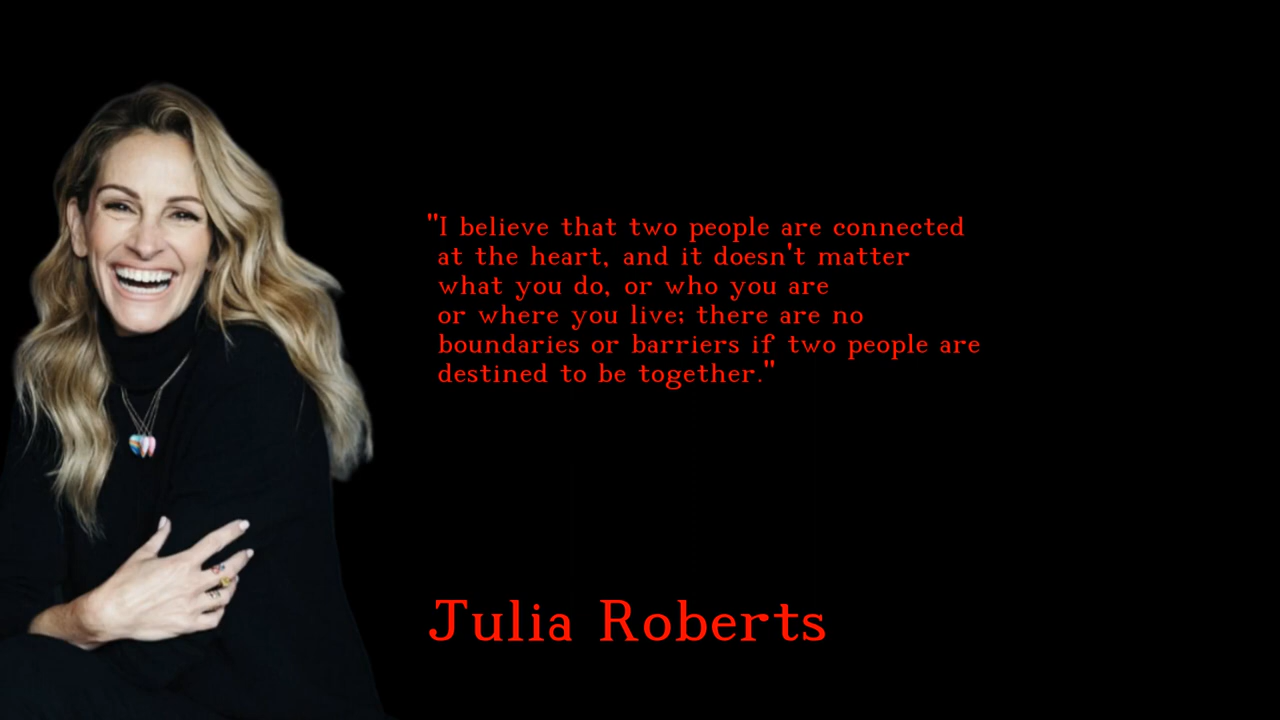 "I believe that two people are connected
at the heart, and it doesn't matter
what you do, or who you are
or where you live; there are no
boundaries or barriers if two people are
destined to be together."
Julia Roberts